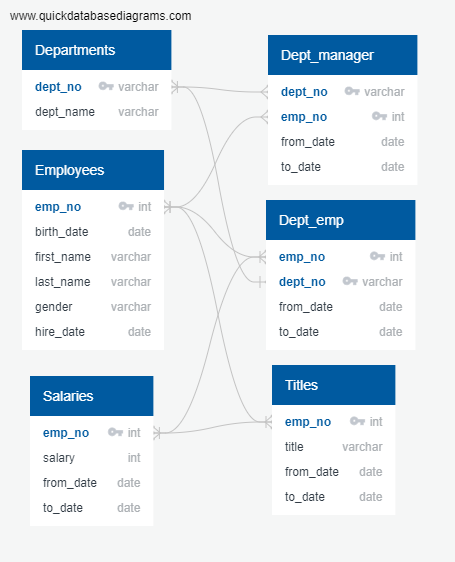 www.quickdatabasediagrams.com
Departments
dept_no varchar
dept_name varchar
Dept_manager
dept_no varchar
emp_no int
from_date date
to_date date
Employees
emp_no int
birth_date date
first_name varchar
last_name varchar
gender varchar
hire_date date
Dept_emp
emp_no int
dept_no varchar
from_date date
to_date date
Salaries
emp_no int
salary int
from_date date
to_date date
Titles
emp_no int
title varchar
from_date date
to_date date